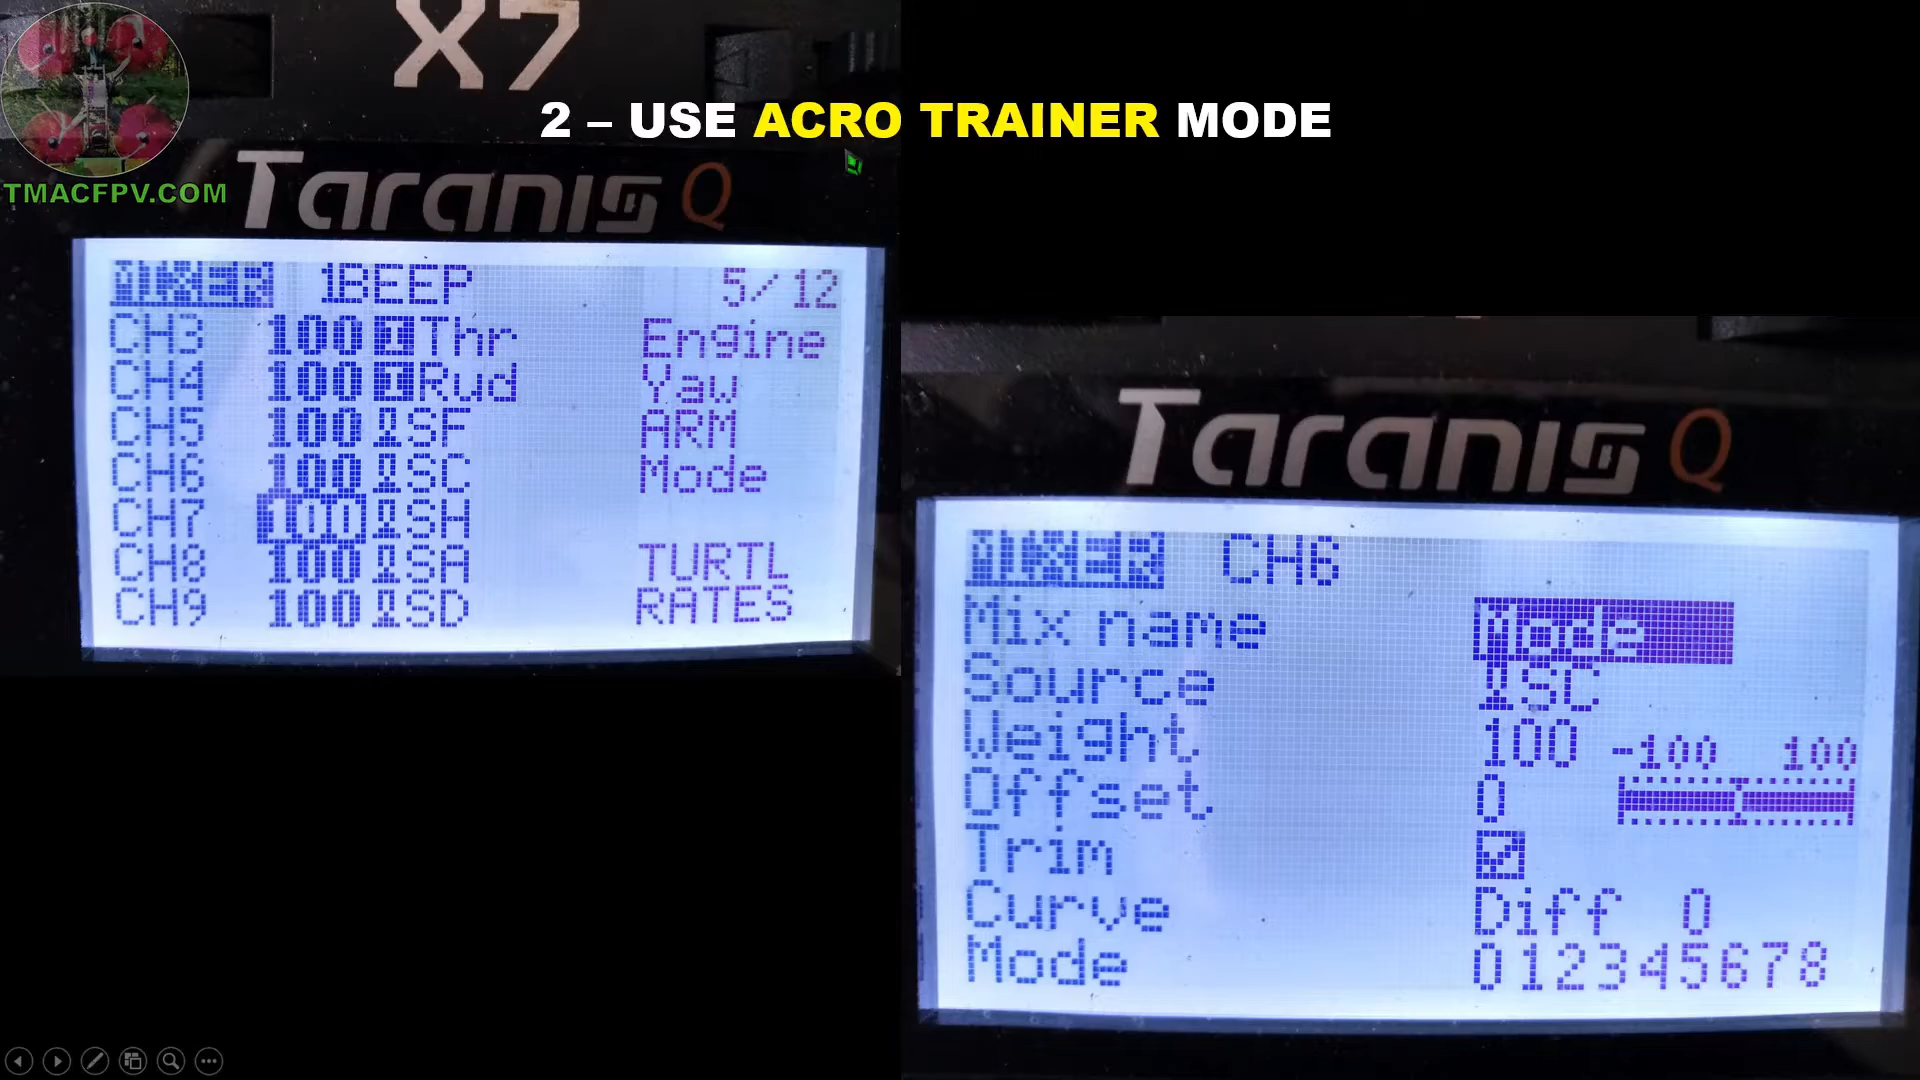 X7
2 – USE ACRO TRAINER MODE
TMACFPV.COM
Taranis Q
MIXER 1BEEP 5/12
CH3 100 Thr Engine
CH4 100 Rud Yaw
CH5 100 SF ARM
CH6 100 SC Mode
CH7 100 SH
CH8 100 SA TURTL
CH9 100 SD RATES
Taranis Q
MIXER CH6
Mix name Mode
Source SC
Weight 100 -100 100
Offset 0
Trim
Curve Diff 0
Mode 012345678